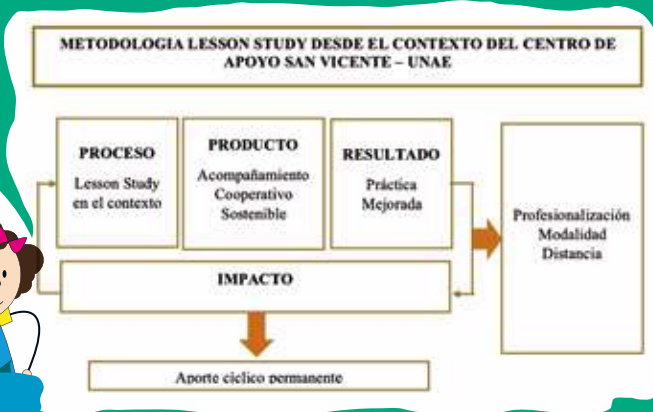 METODOLOGIA LESSON STUDY DESDE EL CONTEXTO DEL CENTRO DE
APOYO SAN VICENTE – UNAE
PROCESO
Lesson Study
en el contexto
PRODUCTO
Acompañamiento
Cooperativo
Sostenible
RESULTADO
Práctica
Mejorada
Profesionalización
Modalidad
Distancia
IMPACTO
Aporte cíclico permanente